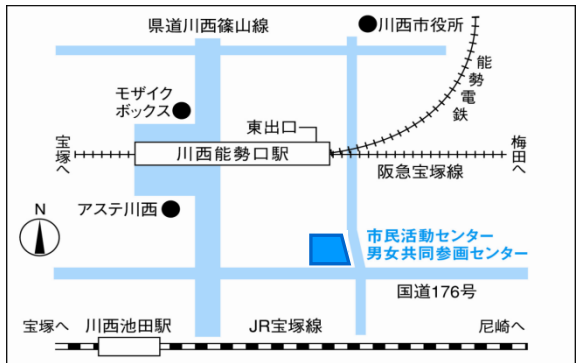 県道川西篠山線
川西市役所
モザイク
ボックス
能勢電鉄
東出口
宝塚へ
川西能勢口駅
梅田へ
阪急宝塚線
アステ川西
N
市民活動センター
男女共同参画センター
国道176号
宝塚へ
川西池田駅
JR宝塚線
尼崎へ